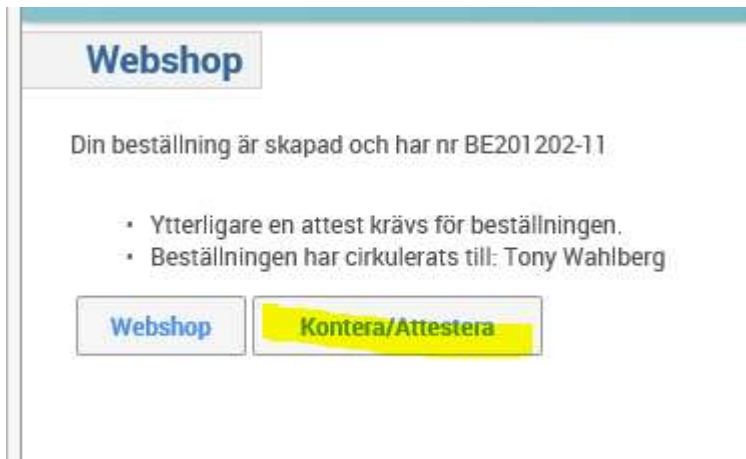 Webshop
Din beställning är skapad och har nr BE201202-11
• Ytterligare en attest krävs för beställningen.
• Beställningen har cirkulerats till: Tony Wahlberg
Webshop Kontera/Attestera